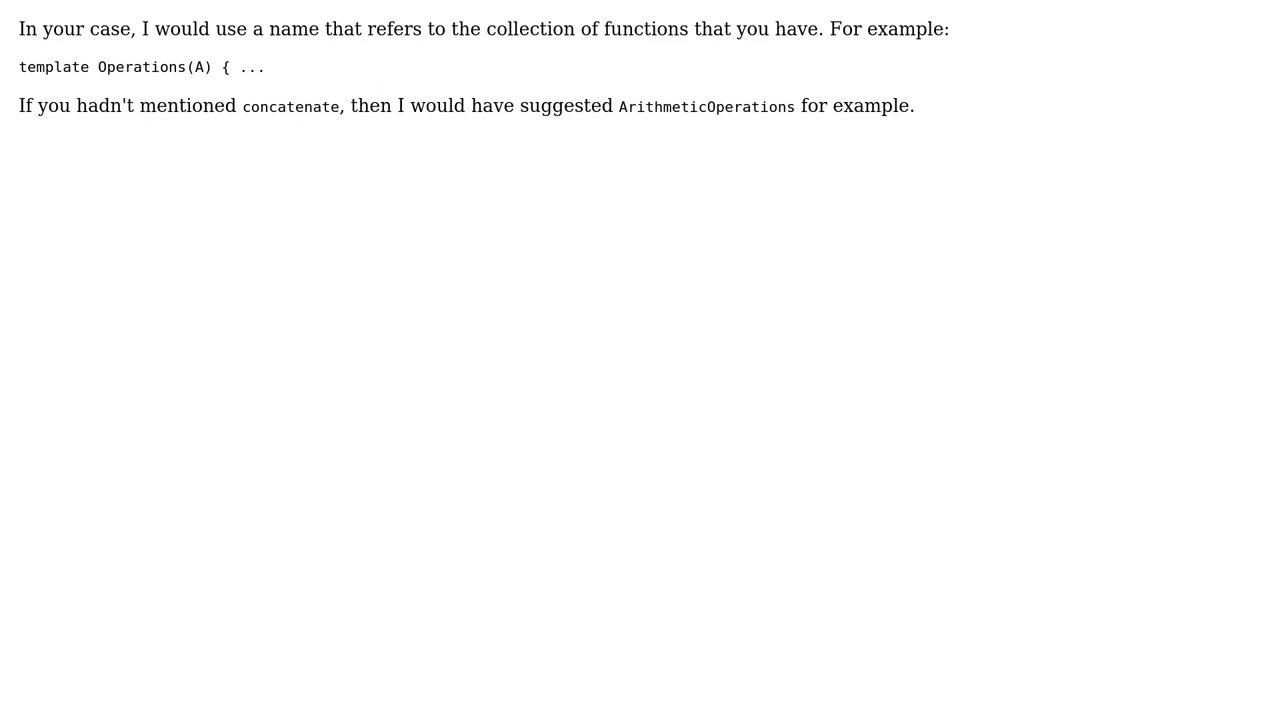 In your case, I would use a name that refers to the collection of functions that you have. For example:
template Operations(A) { ...
If you hadn't mentioned concatenate, then I would have suggested ArithmeticOperations for example.